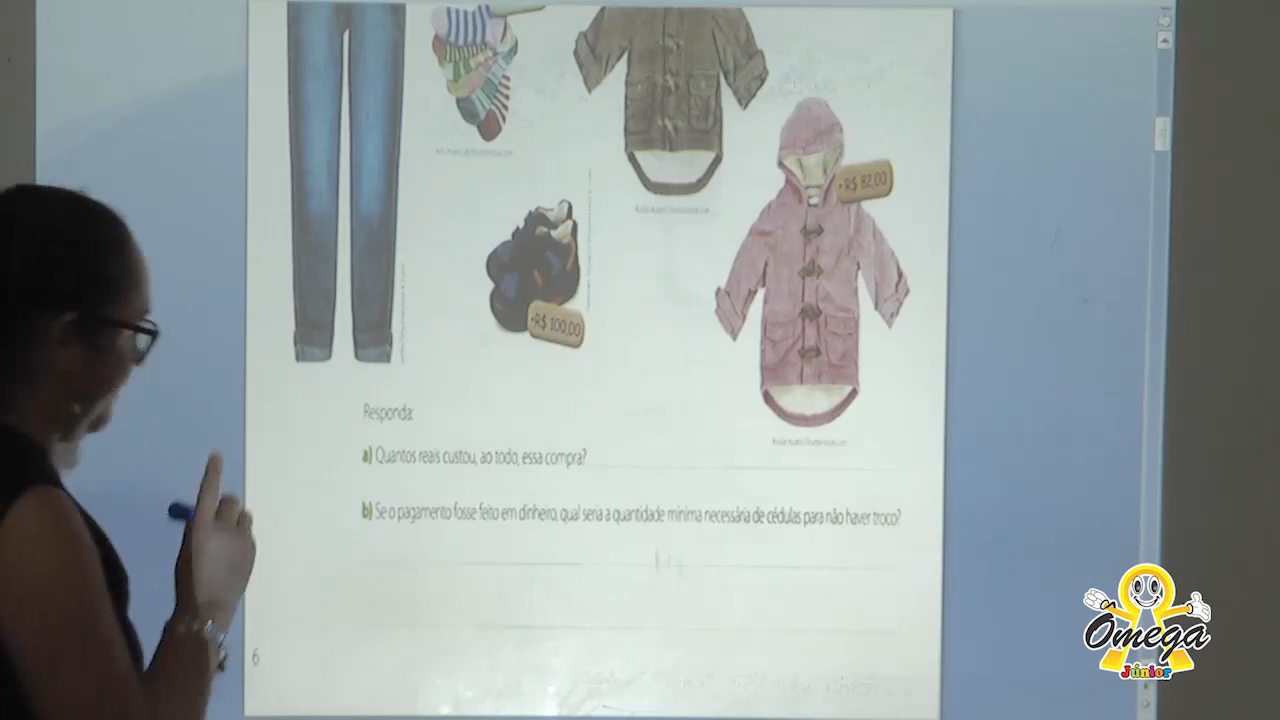 R$ 82,00
R$ 100,00
Responda:
a) Quantos reais custou, ao todo, essa compra?
b) Se o pagamento fosse feito em dinheiro, qual seria a quantidade mínima necessária de cédulas para não haver troco?
6
Ômega
Júnior